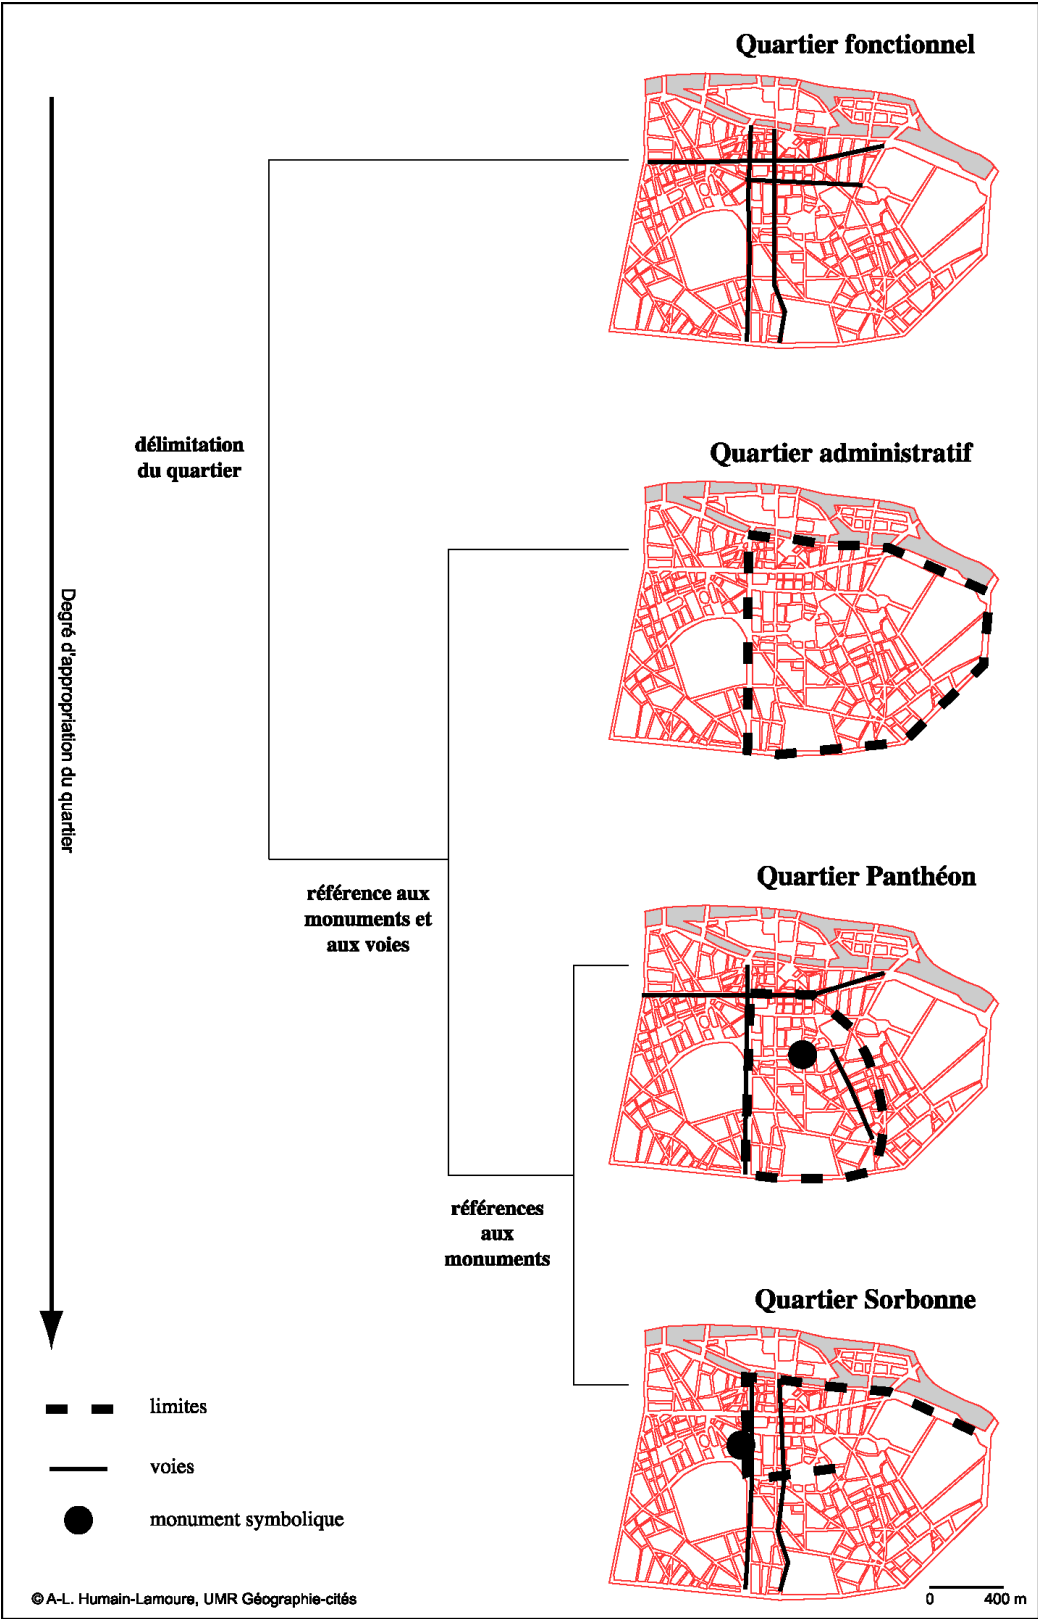 Quartier fonctionnel
délimitation
du quartier
Quartier administratif
Degré d'appropriation du quartier
Quartier Panthéon
référence aux
monuments et
aux voies
références
aux
monuments
Quartier Sorbonne
limites
voies
monument symbolique
© A-L. Humain-Lamoure, UMR Géographie-cités
0 400 m